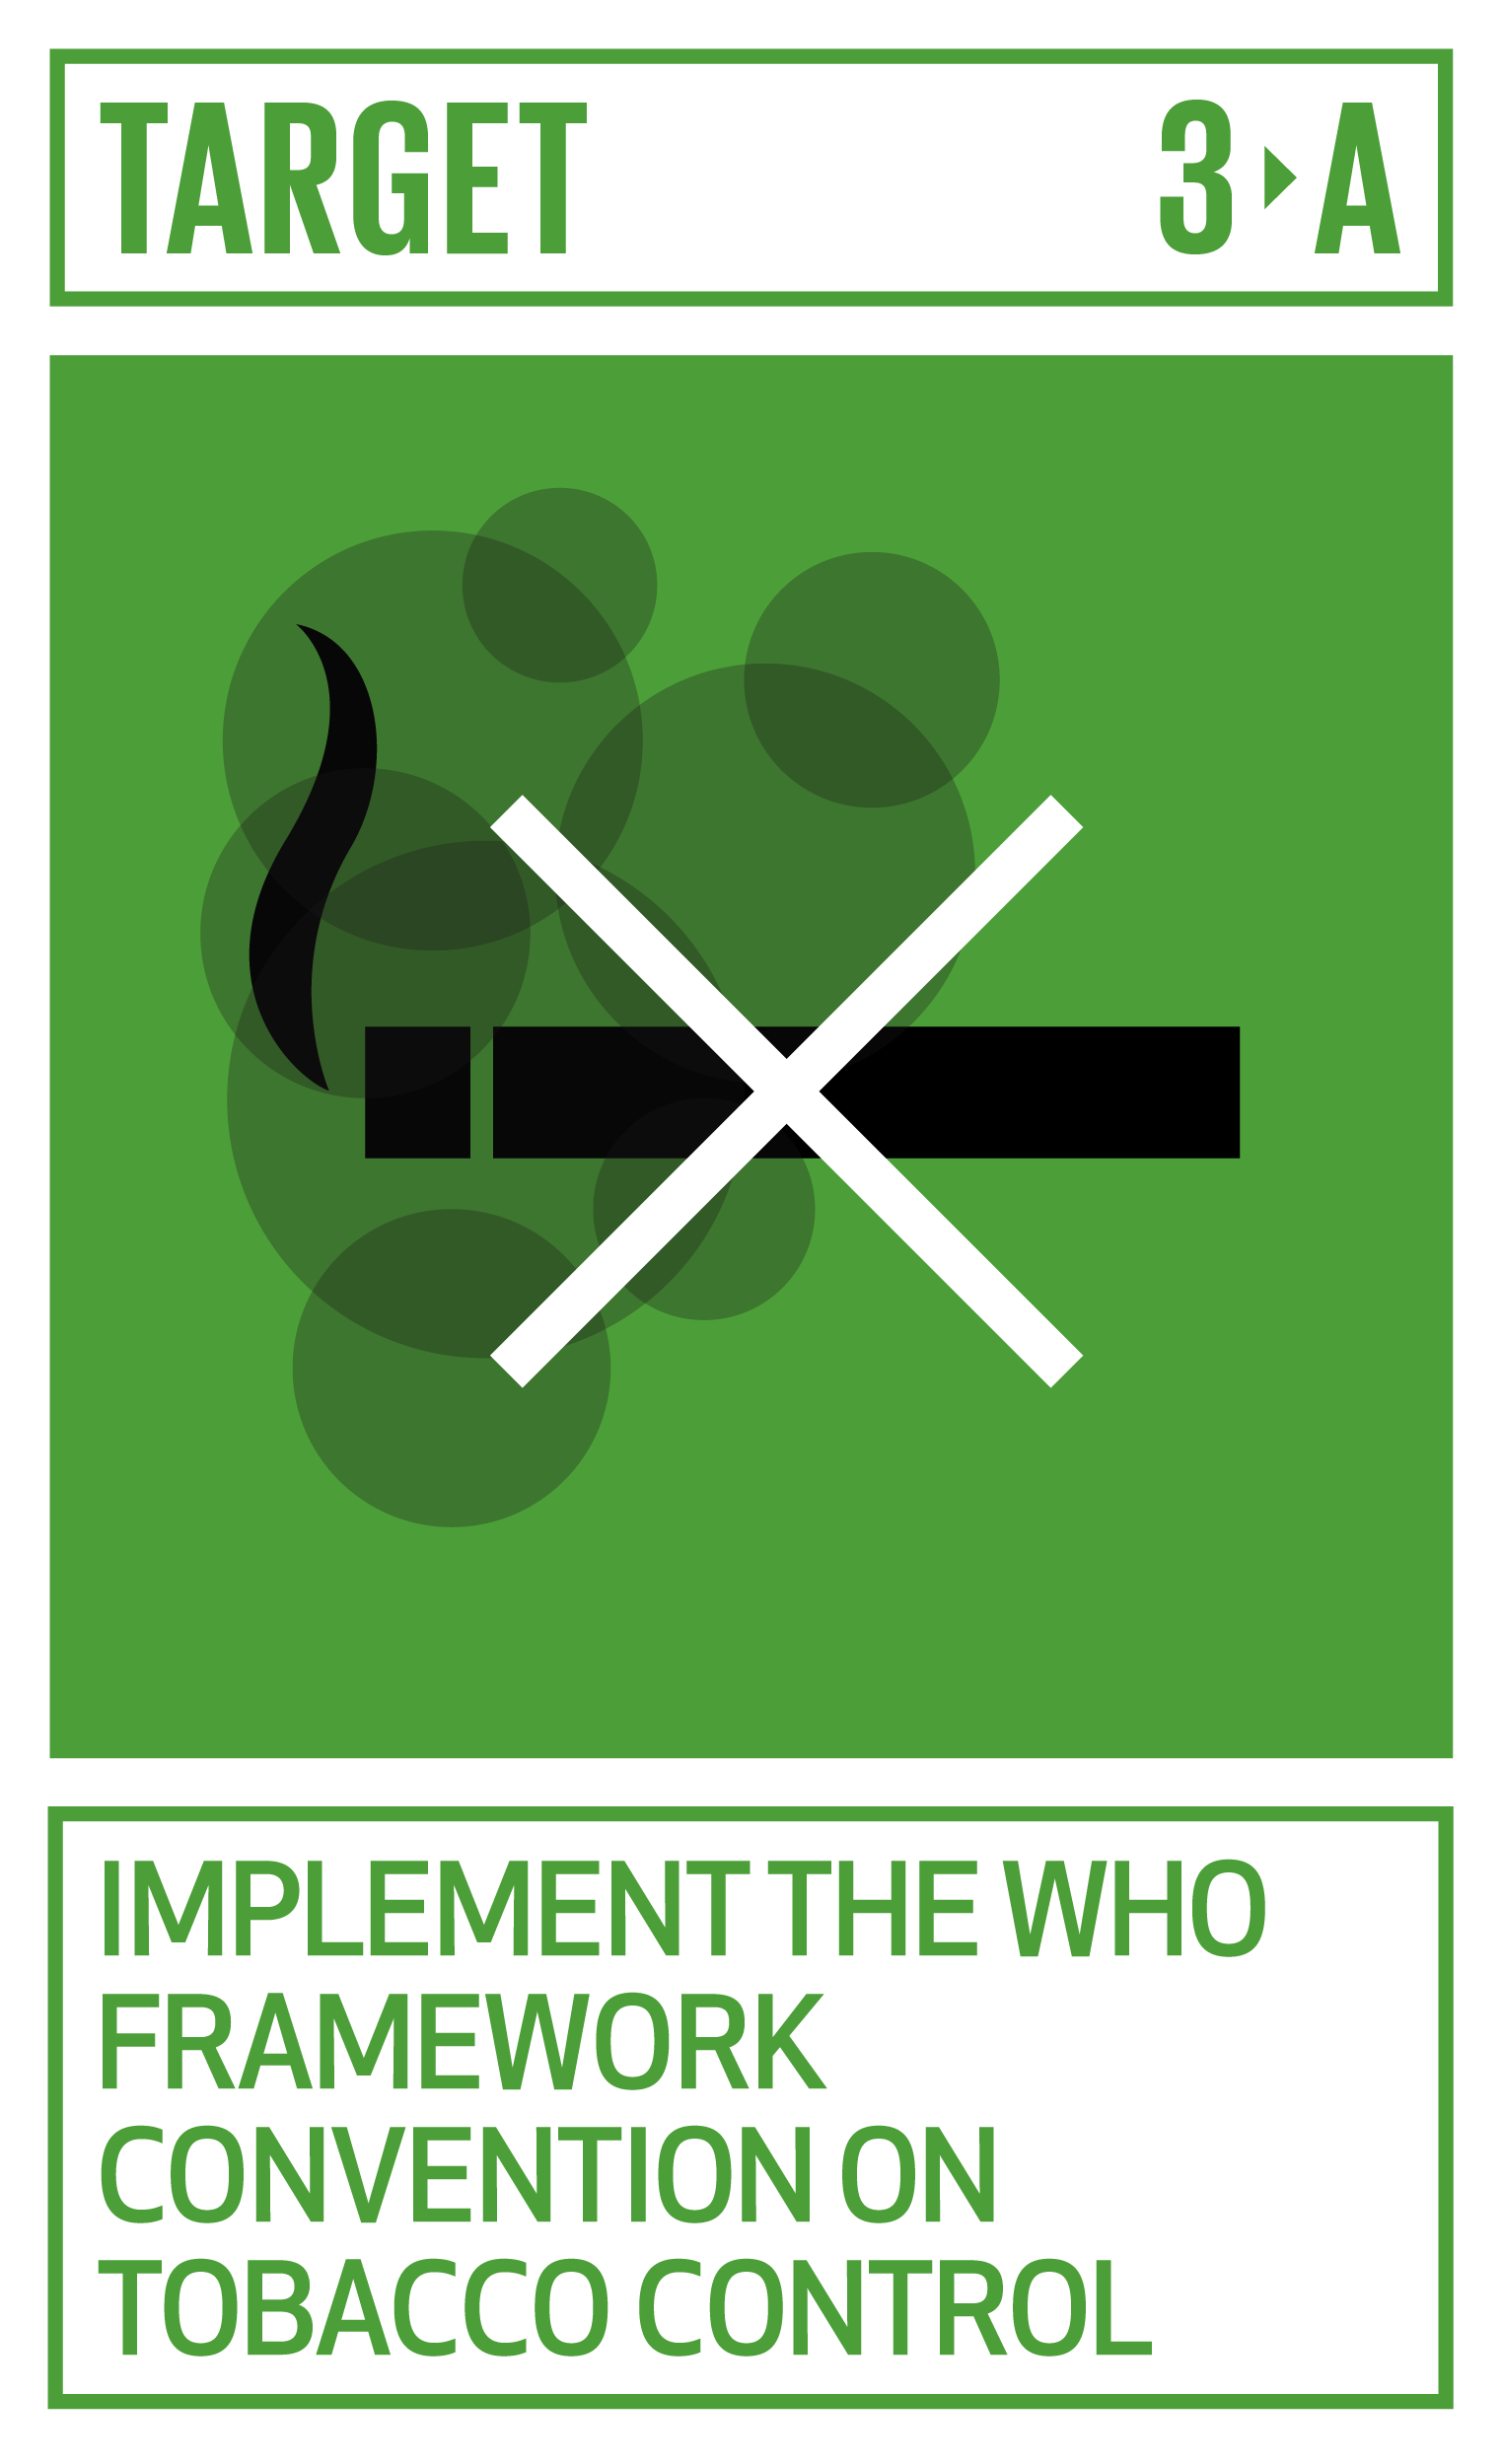 TARGET 3▸A
IMPLEMENT THE WHO
FRAMEWORK
CONVENTION ON
TOBACCO CONTROL